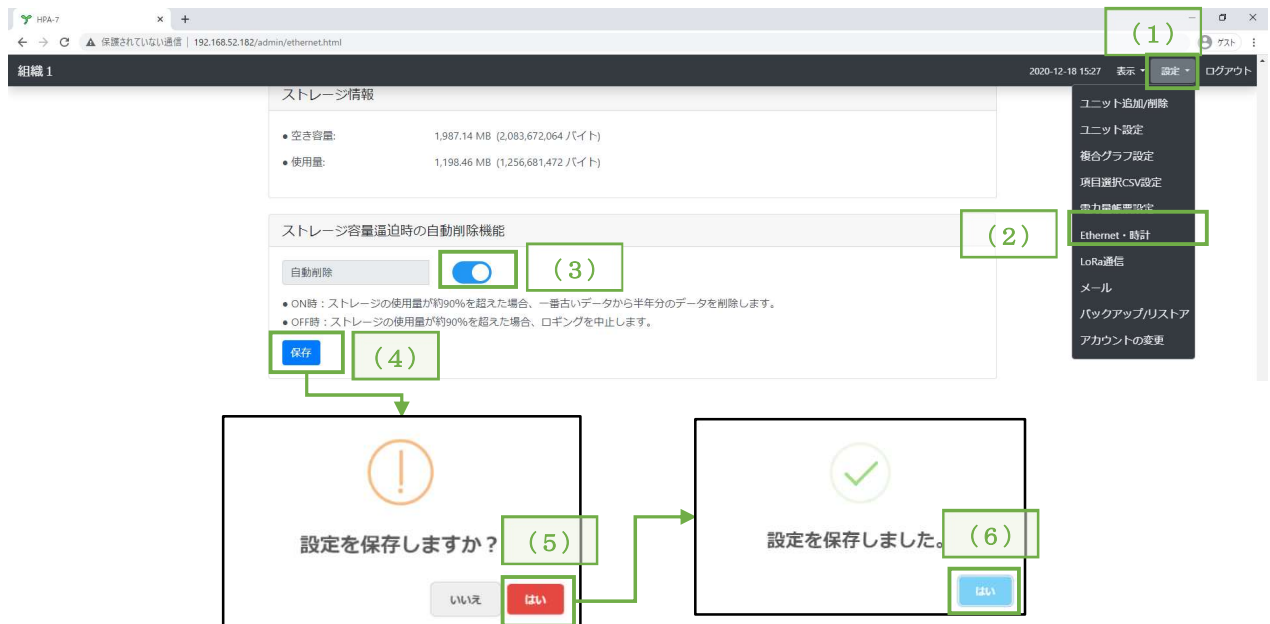 HPA-7
保護されていない通信 | 192.168.52.182/admin/ethernet.html
ゲスト
(1)
組織 1
2020-12-18 15:27 表示 設定 ログアウト
ストレージ情報
● 空き容量: 1,987.14 MB (2,083,672,064 バイト)
● 使用量: 1,198.46 MB (1,256,681,472 バイト)
ユニット追加/削除
ユニット設定
複合グラフ設定
項目選択CSV設定
電力量帳票設定
Ethernet・時計
LoRa通信
メール
バックアップ/リストア
アカウントの変更
(2)
ストレージ容量逼迫時の自動削除機能
自動削除
(3)
● ON時：ストレージの使用量が約90%を超えた場合、一番古いデータから半年分のデータを削除します。
● OFF時：ストレージの使用量が約90%を超えた場合、ロギングを中止します。
保存
(4)
設定を保存しますか？
(5)
いいえ
はい
設定を保存しました。
(6)
はい